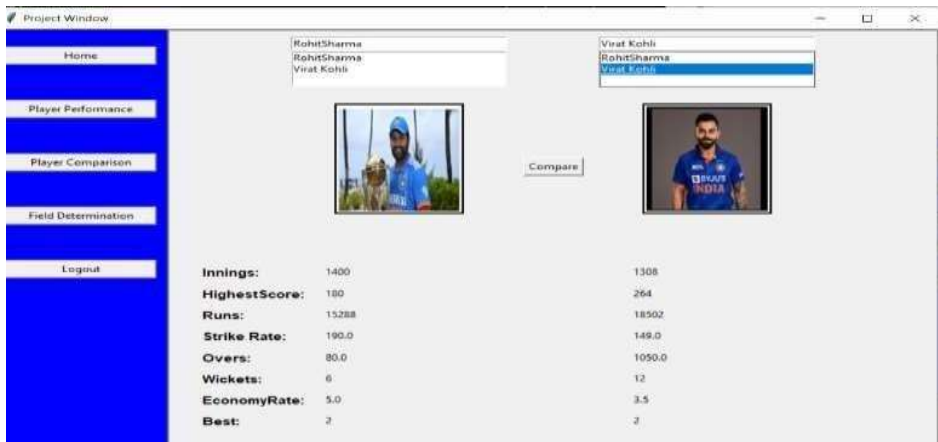 Project Window
Home
Player Performance
Player Comparison
Field Determination
Logout
RohitSharma
RohitSharma
Virat Kohli
Virat Kohli
RohitSharma
Virat Kohli
Compare
BYJU'S
INDIA
Innings: 1400 1308
HighestScore: 180 264
Runs: 15288 18502
Strike Rate: 190.0 149.0
Overs: 80.0 1050.0
Wickets: 6 12
EconomyRate: 5.0 3.5
Best: 2 2